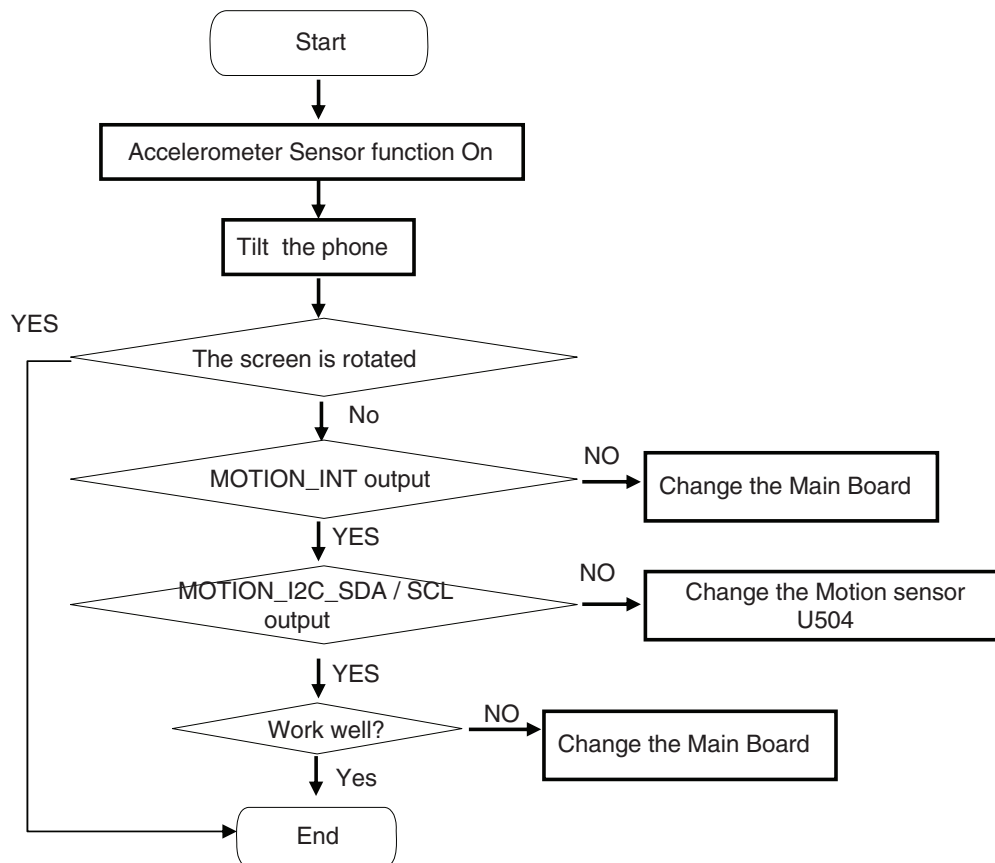 Start
Accelerometer Sensor function On
Tilt the phone
YES
The screen is rotated
No
MOTION_INT output
NO
Change the Main Board
YES
MOTION_I2C_SDA / SCL
output
NO
Change the Motion sensor
U504
YES
Work well?
NO
Change the Main Board
Yes
End